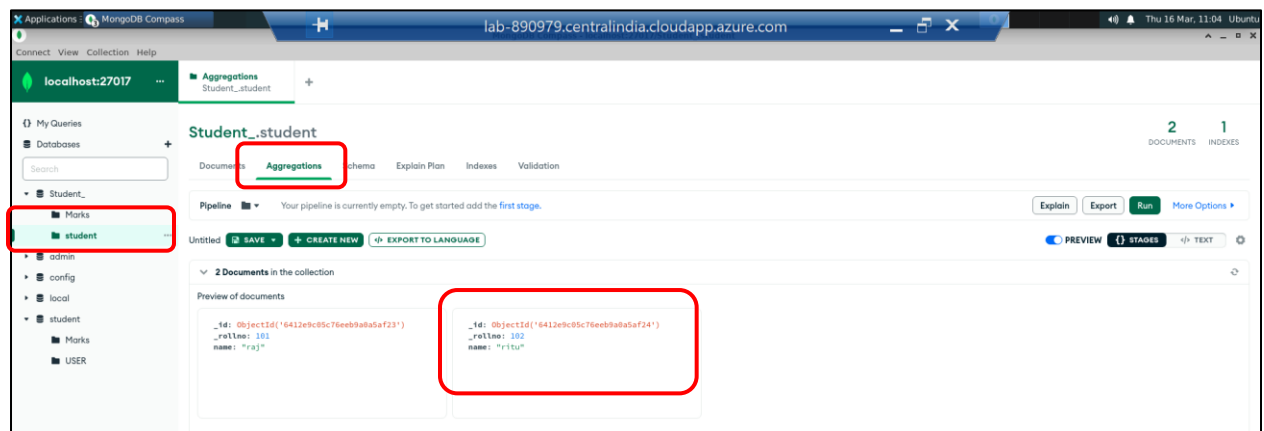 Applications : MongoDB Compass
lab-890979.centralindia.cloudapp.azure.com
Thu 16 Mar, 11:04 Ubuntu
Connect View Collection Help
localhost:27017 ...
Aggregations
Student_.student
+
{} My Queries
Databases +
Search
Student_
Marks
student ...
admin
config
local
student
Marks
USER
Student_.student
2 DOCUMENTS
1 INDEXES
Documents Aggregations Schema Explain Plan Indexes Validation
Pipeline Your pipeline is currently empty. To get started add the first stage.
Explain Export Run More Options
Untitled SAVE + CREATE NEW </> EXPORT TO LANGUAGE
PREVIEW {} STAGES </> TEXT
2 Documents in the collection
Preview of documents
_id: ObjectId('6412e9c05c76eeb9a0a5af23')
_rollno: 101
name: "raj"
_id: ObjectId('6412e9c05c76eeb9a0a5af24')
_rollno: 102
name: "ritu"